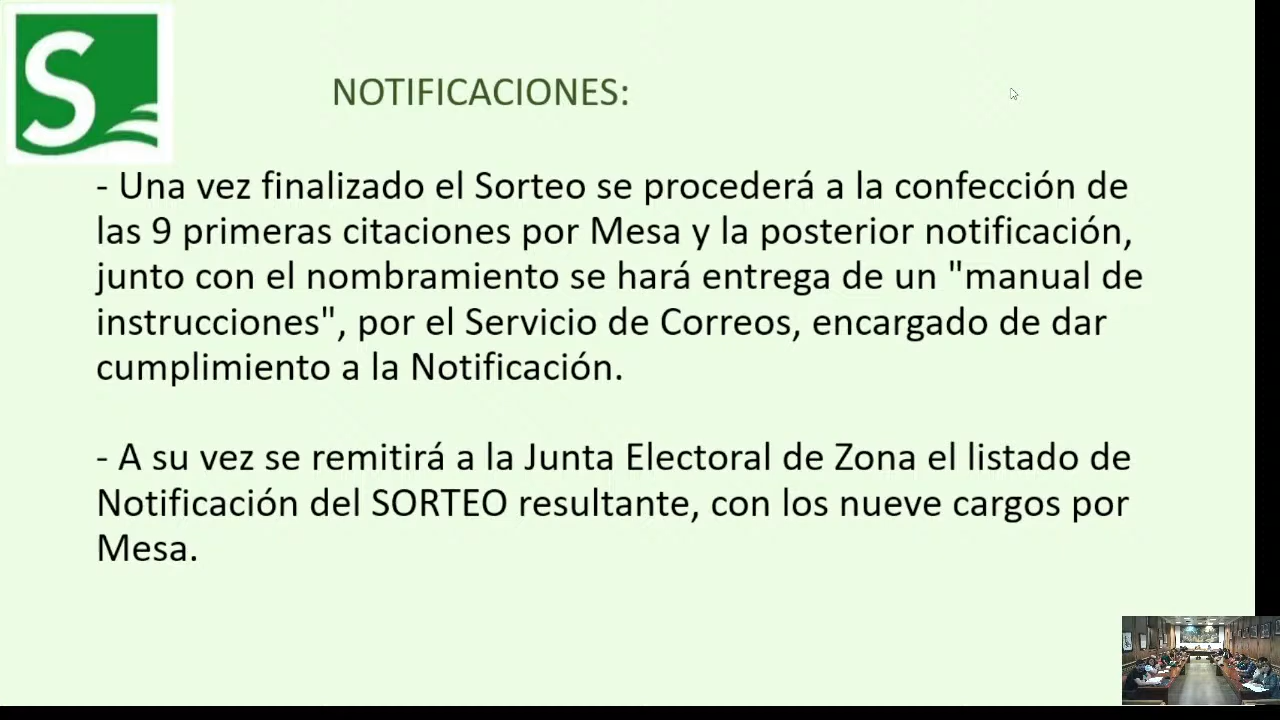 S
NOTIFICACIONES:
- Una vez finalizado el Sorteo se procederá a la confección de
las 9 primeras citaciones por Mesa y la posterior notificación,
junto con el nombramiento se hará entrega de un "manual de
instrucciones", por el Servicio de Correos, encargado de dar
cumplimiento a la Notificación.
- A su vez se remitirá a la Junta Electoral de Zona el listado de
Notificación del SORTEO resultante, con los nueve cargos por
Mesa.